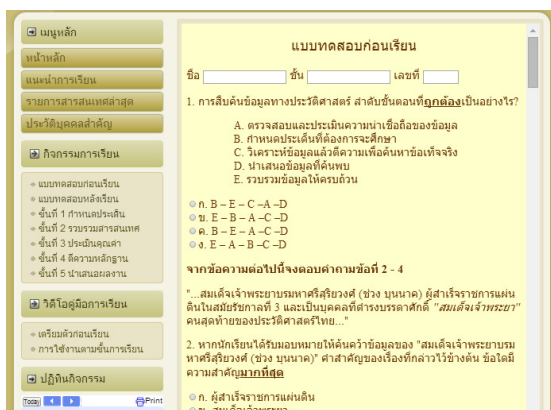 เมนูหลัก
หน้าหลัก
แนะนำการเรียน
รายการสารสนเทศล่าสุด
ประวัติบุคคลสำคัญ
กิจกรรมการเรียน
แบบทดสอบก่อนเรียน
แบบทดสอบหลังเรียน
ขั้นที่ 1 กำหนดประเด็น
ขั้นที่ 2 รวบรวมสารสนเทศ
ขั้นที่ 3 ประเมินคุณค่า
ขั้นที่ 4 ตีความหลักฐาน
ขั้นที่ 5 นำเสนอผลงาน
วิดีโอคู่มือการเรียน
เตรียมตัวก่อนเรียน
การใช้งานตามขั้นการเรียน
ปฏิทินกิจกรรม
Today Print
แบบทดสอบก่อนเรียน
ชื่อ ชั้น เลขที่
1. การสืบค้นข้อมูลทางประวัติศาสตร์ ลำดับขั้นตอนที่ถูกต้องเป็นอย่างไร?
A. ตรวจสอบและประเมินความน่าเชื่อถือของข้อมูล
B. กำหนดประเด็นที่ต้องการจะศึกษา
C. วิเคราะห์ข้อมูลแล้วตีความเพื่อค้นหาข้อเท็จจริง
D. นำเสนอข้อมูลที่ค้นพบ
E. รวบรวมข้อมูลให้ครบถ้วน
ก. B – E – C –A –D
ข. E – B – A –C –D
ค. B – E – A –C –D
ง. E – A – B –C –D
จากข้อความต่อไปนี้จงตอบคำถามข้อที่ 2 - 4
"...สมเด็จเจ้าพระยาบรมมหาศรีสุริยวงศ์ (ช่วง บุนนาค) ผู้สำเร็จราชการแผ่น
ดินในสมัยรัชกาลที่ 3 และเป็นบุคคลที่ดำรงบรรดาศักดิ์ "สมเด็จเจ้าพระยา"
คนสุดท้ายของประวัติศาสตร์ไทย..."
2. หากนักเรียนได้รับมอบหมายให้ค้นคว้าข้อมูลของ "สมเด็จเจ้าพระยาบรม
มหาศรีสุริยวงศ์ (ช่วง บุนนาค)" คำสำคัญของเรื่องที่กล่าวไว้ข้างต้น ข้อใดมี
ความสำคัญมากที่สุด
ก. ผู้สำเร็จราชการแผ่นดิน
ข. สมเด็จเจ้าพระยา